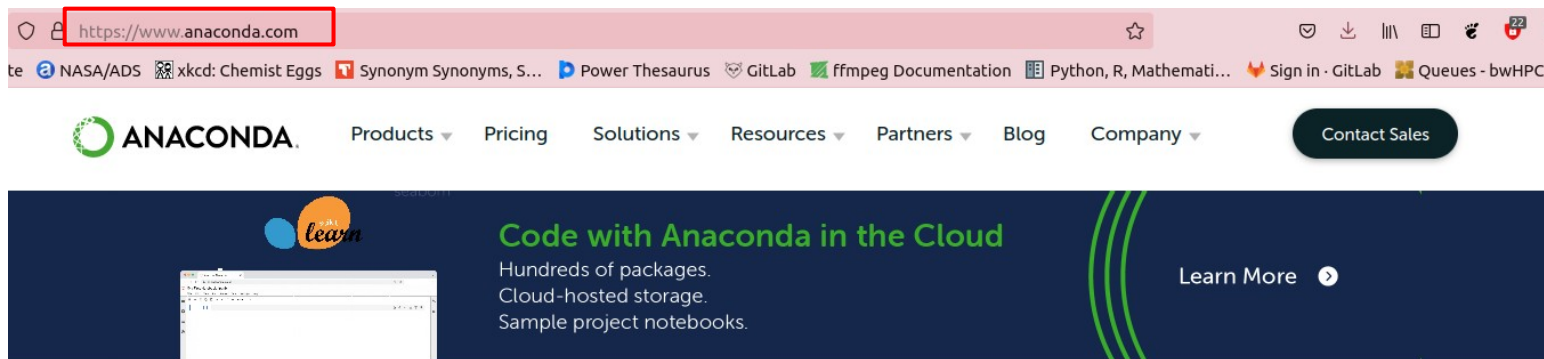 https://www.anaconda.com
22
te NASA/ADS xkcd: Chemist Eggs Synonym Synonyms, S... Power Thesaurus GitLab ffmpeg Documentation Python, R, Mathemati... Sign in · GitLab Queues - bwHPC
ANACONDA. Products Pricing Solutions Resources Partners Blog Company Contact Sales
seaborn
learn
Code with Anaconda in the Cloud
Hundreds of packages.
Cloud-hosted storage.
Sample project notebooks.
Learn More